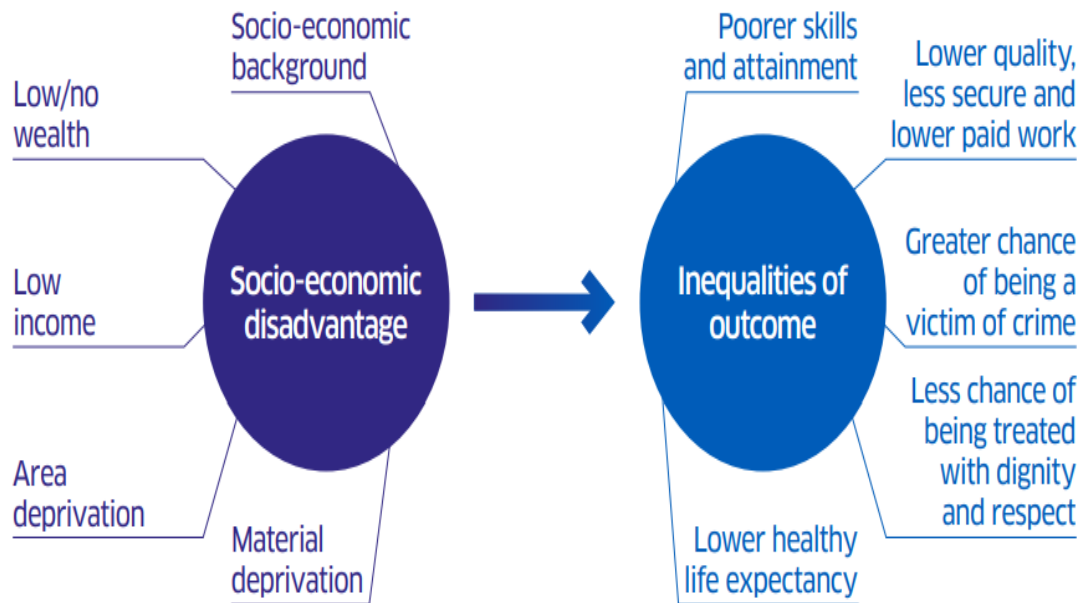 Socio-economic
background
Low/no
wealth
Low
income
Area
deprivation
Material
deprivation
Socio-economic
disadvantage
Inequalities of
outcome
Poorer skills
and attainment
Lower quality,
less secure and
lower paid work
Greater chance
of being a
victim of crime
Less chance of
being treated
with dignity
and respect
Lower healthy
life expectancy